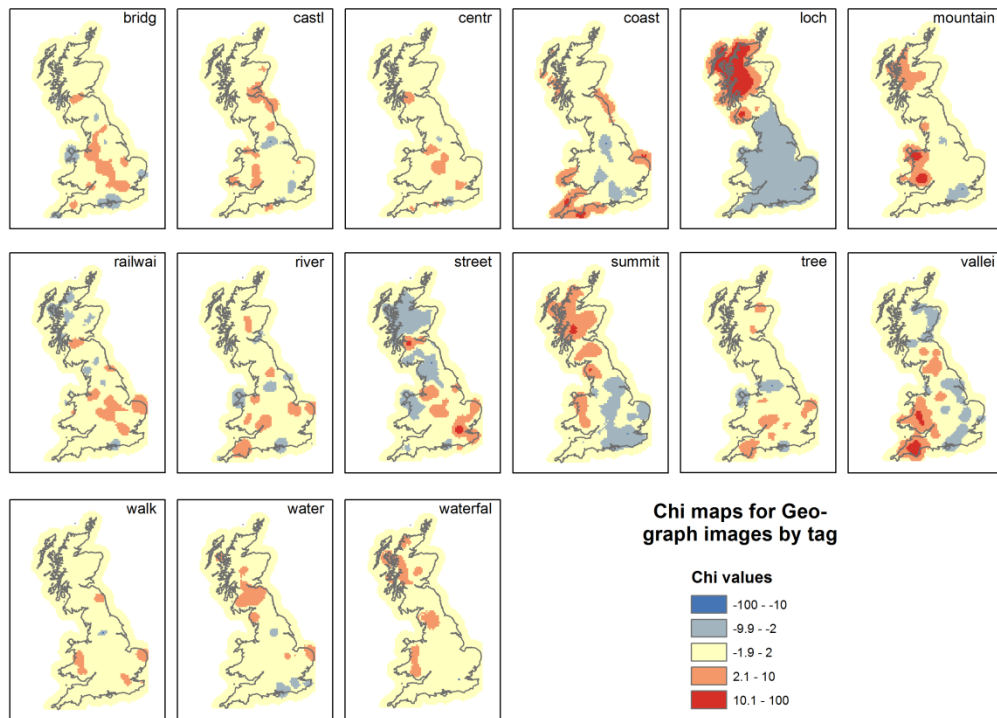 bridg
castl
centr
coast
loch
mountain
railwai
river
street
summit
tree
vallei
walk
water
waterfal
Chi maps for Geo-
graph images by tag
Chi values
-100 - -10
-9.9 - -2
-1.9 - 2
2.1 - 10
10.1 - 100